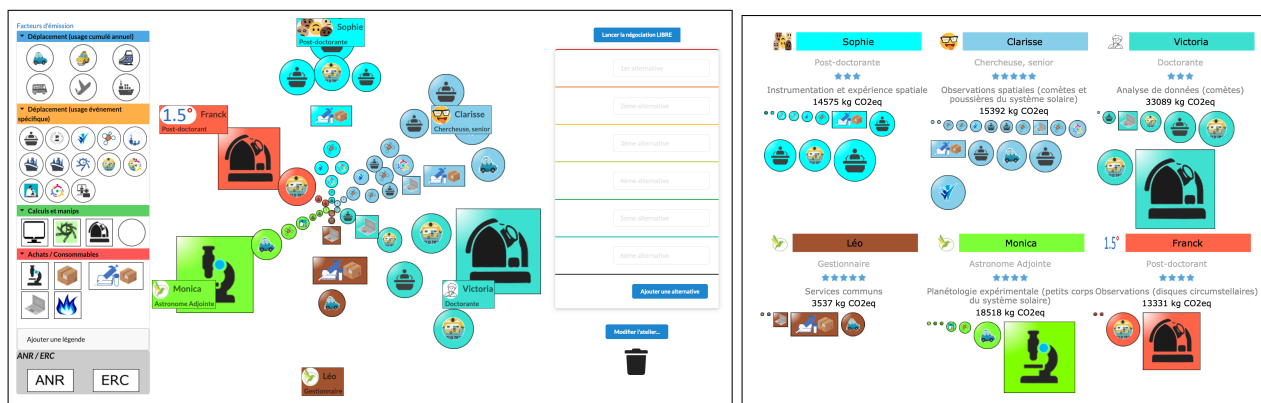 Facteurs d'émission
Déplacement (usage cumulé annuel)
Déplacement (usage événement spécifique)
Calculs et manips
Achats / Consommables
Ajouter une légende
ANR / ERC
ANR
ERC
Sophie
Post-doctorante
1.5° Franck
Post-doctorant
Clarisse
Chercheuse, senior
Monica
Astronome Adjointe
Victoria
Doctorante
Léo
Gestionnaire
Lancer la négociation LIBRE
1er alternative
2ème alternative
3ème alternative
4ème alternative
5ème alternative
6ème alternative
Ajouter une alternative
Modifier l'atelier...
Sophie
Post-doctorante
Instrumentation et expérience spatiale
14575 kg CO2eq
Clarisse
Chercheuse, senior
Observations spatiales (comètes et
poussières du système solaire)
15392 kg CO2eq
Victoria
Doctorante
Analyse de données (comètes)
33089 kg CO2eq
Léo
Gestionnaire
Services communs
3537 kg CO2eq
Monica
Astronome Adjointe
Planétologie expérimentale (petits corps
du système solaire)
18518 kg CO2eq
1.5° Franck
Post-doctorant
Observations (disques circumstellaires)
13331 kg CO2eq